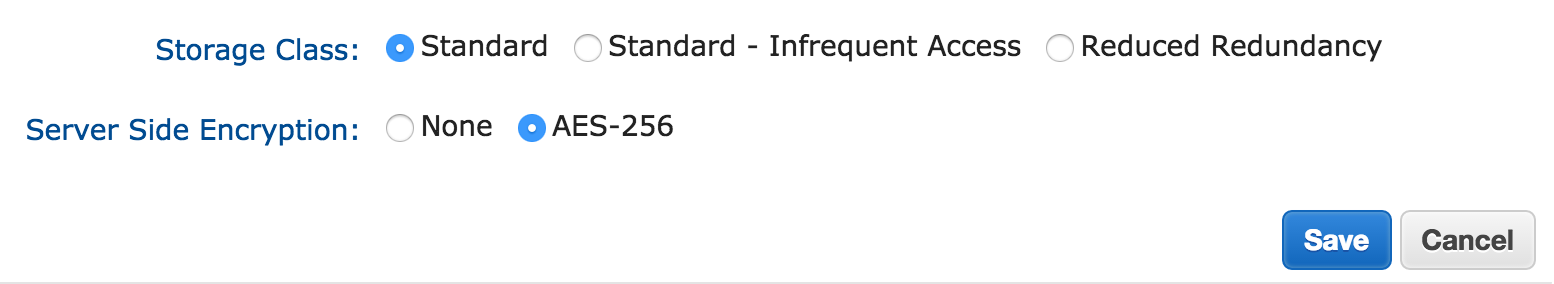 Storage Class: Standard Standard - Infrequent Access Reduced Redundancy
Server Side Encryption: None AES-256
Save Cancel